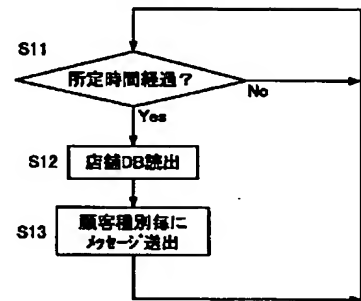 S11
所定時間経過？
No
Yes
S12
店舗DB読出
S13
顧客種別毎に
メッセージ送出